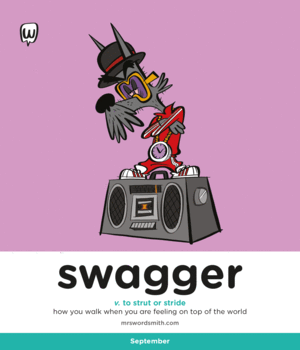 w
swagger
v. to strut or stride
how you walk when you are feeling on top of the world
mrswordsmith.com
September